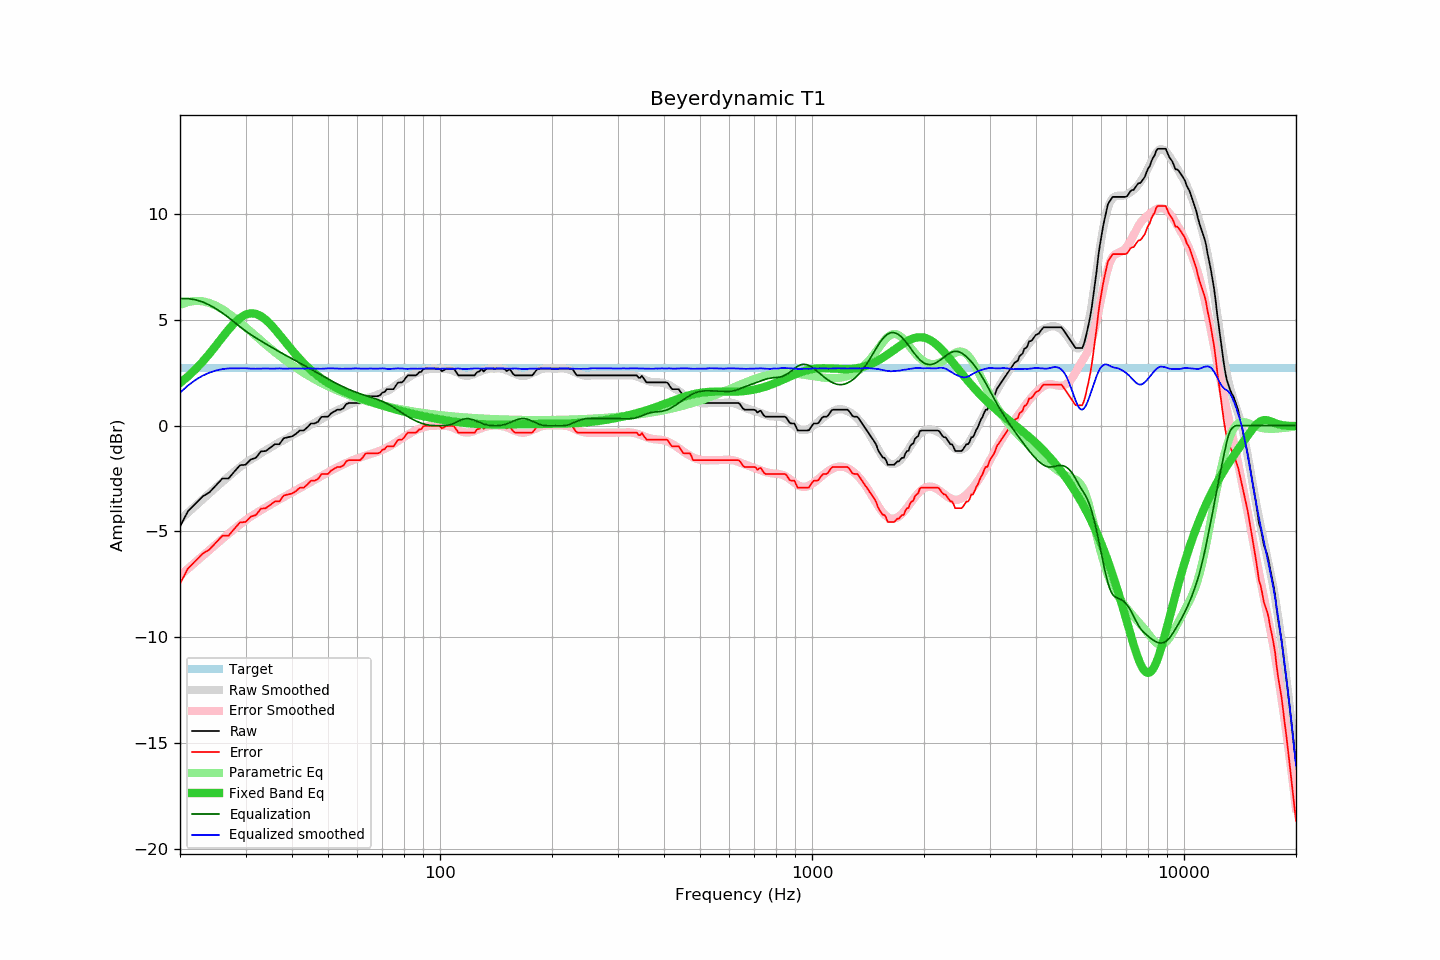 Beyerdynamic T1
Amplitude (dBr)
10
5
0
−5
−10
−15
−20
Target
Raw Smoothed
Error Smoothed
Raw
Error
Parametric Eq
Fixed Band Eq
Equalization
Equalized smoothed
100
1000
10000
Frequency (Hz)